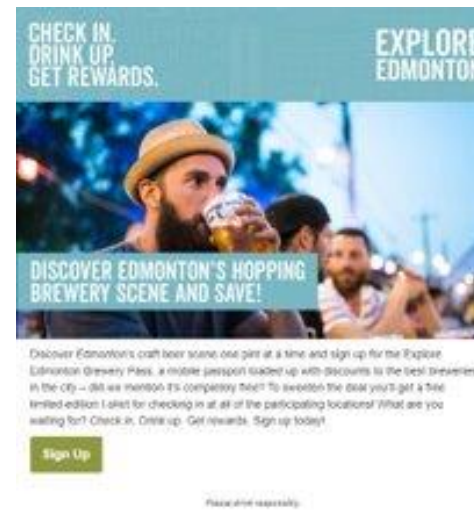 CHECK IN.
DRINK UP.
GET REWARDS.
EXPLORE
EDMONTON
DISCOVER EDMONTON'S HOPPING
BREWERY SCENE AND SAVE!
Discover Edmonton's craft beer scene one pint at a time and sign up for the Explore
Edmonton Brewery Pass, a mobile passport loaded up with discounts to the best breweries
in the city – did we mention it's completely free? To sweeten the deal you'll get a free
limited-edition t-shirt for checking in at all of the participating locations! What are you
waiting for? Check in. Drink up. Get rewards. Sign up today!
Sign Up
Please drink responsibly.